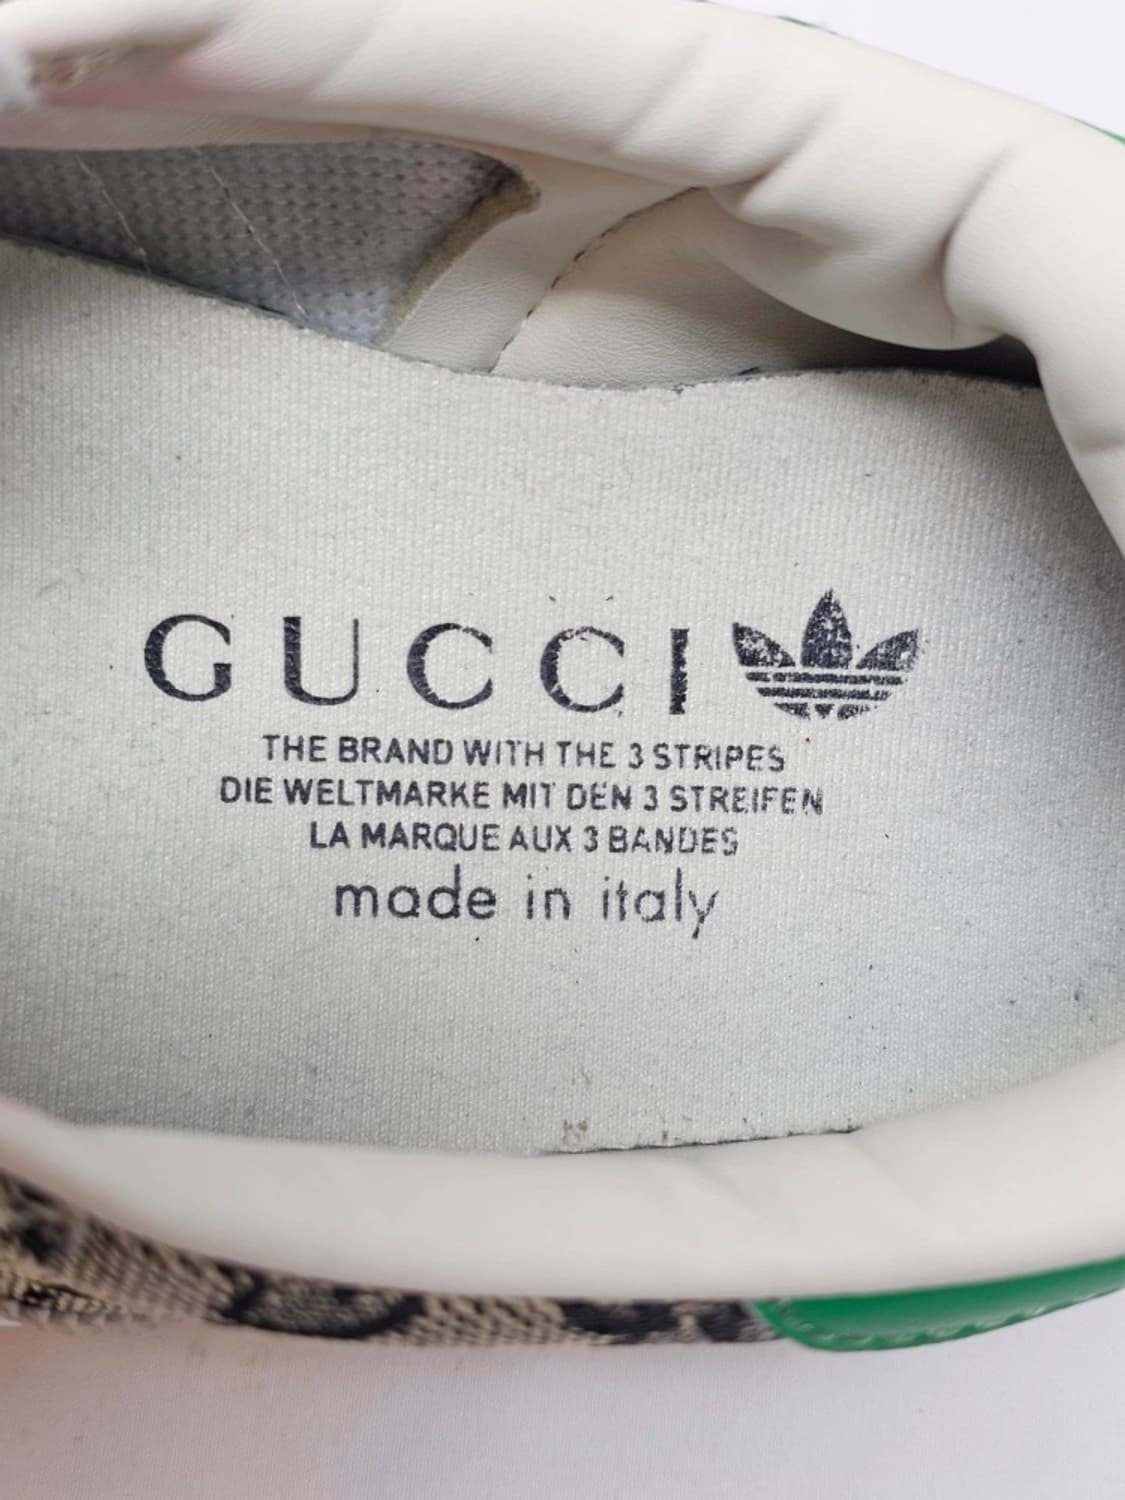 GUCCI
THE BRAND WITH THE 3 STRIPES
DIE WELTMARKE MIT DEN 3 STREIFEN
LA MARQUE AUX 3 BANDES
made in italy